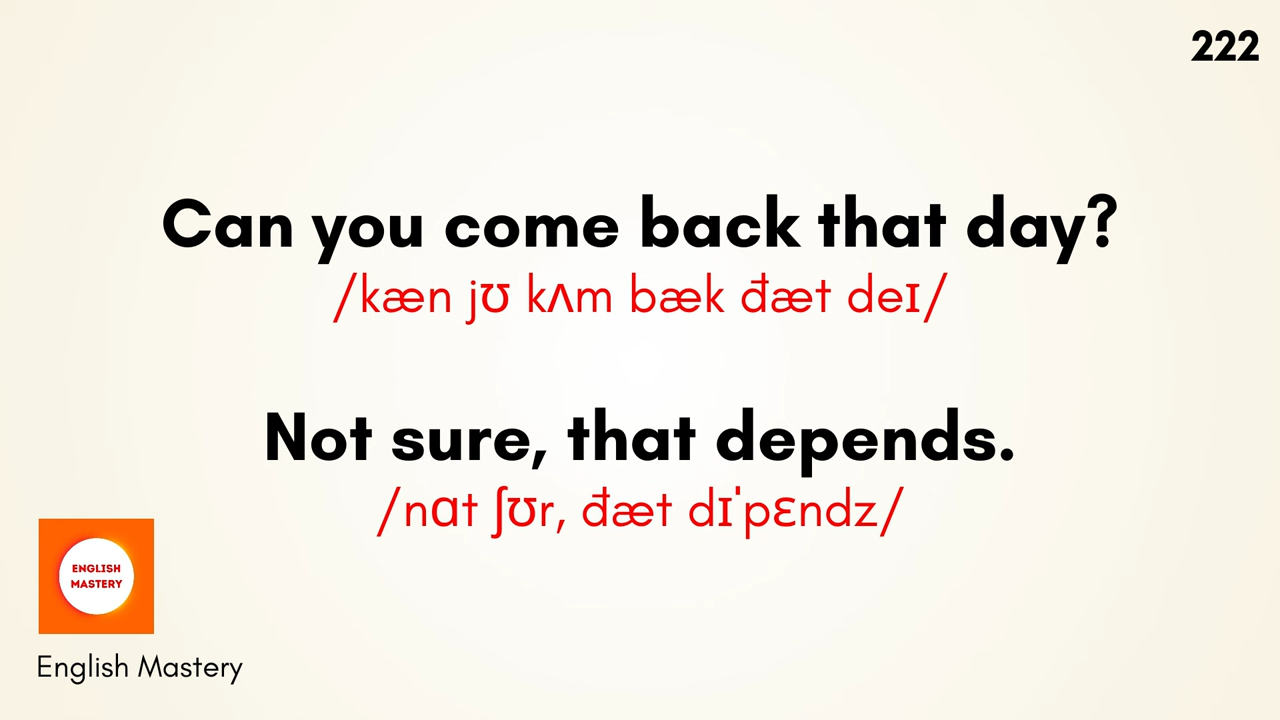 222
Can you come back that day?
/kæn jʊ kʌm bæk đæt deɪ/
Not sure, that depends.
/nɑt ʃʊr, đæt dɪˈpɛndz/
ENGLISH
MASTERY
English Mastery